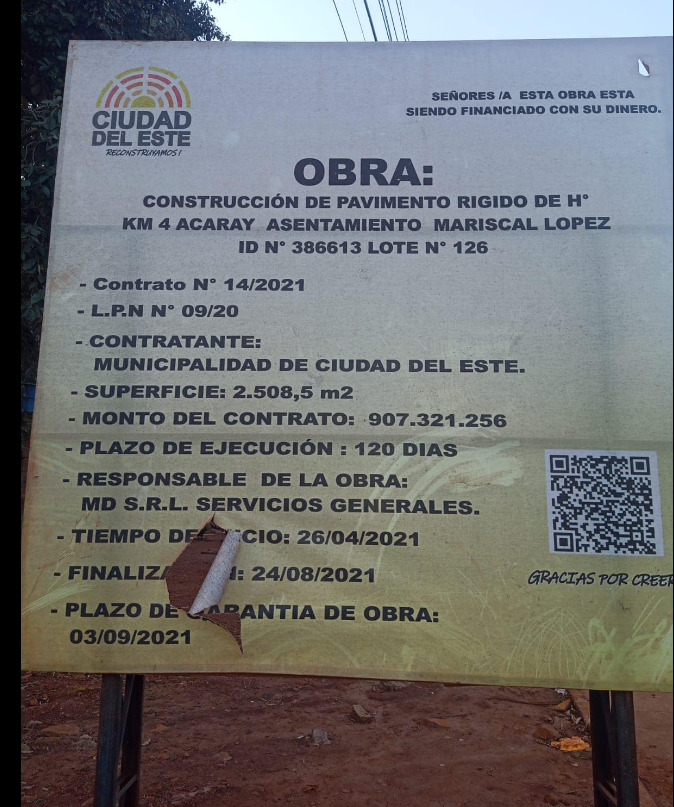 CIUDAD
DEL ESTE
RECONSTRUYAMOS!
SEÑORES /A ESTA OBRA ESTA
SIENDO FINANCIADO CON SU DINERO.
OBRA:
CONSTRUCCIÓN DE PAVIMENTO RIGIDO DE H°
KM 4 ACARAY ASENTAMIENTO MARISCAL LOPEZ
ID N° 386613 LOTE N° 126
- Contrato N° 14/2021
- L.P.N N° 09/20
- CONTRATANTE:
MUNICIPALIDAD DE CIUDAD DEL ESTE.
- SUPERFICIE: 2.508,5 m2
- MONTO DEL CONTRATO: 907.321.256
- PLAZO DE EJECUCIÓN : 120 DIAS
- RESPONSABLE DE LA OBRA:
MD S.R.L. SERVICIOS GENERALES.
- TIEMPO DE CIO: 26/04/2021
- FINALIZ : 24/08/2021
- PLAZO DE GARANTIA DE OBRA:
03/09/2021
GRACIAS POR CREER